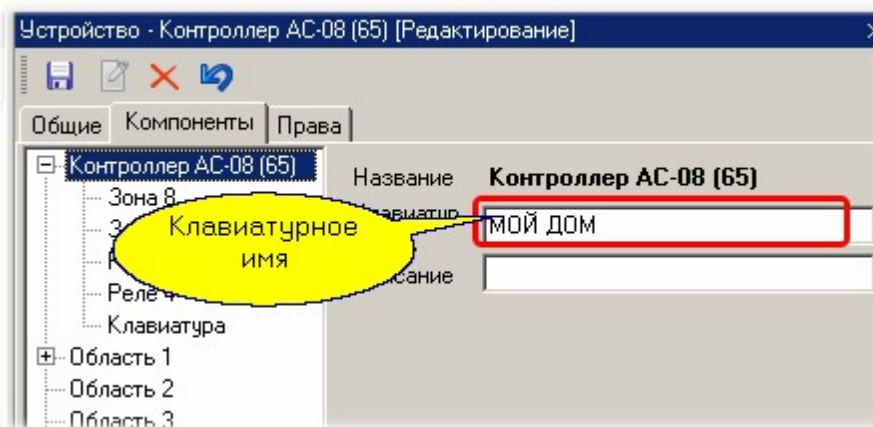 Устройство - Контроллер АС-08 (65) [Редактирование]
Общие Компоненты Права
Контроллер АС-08 (65)
Зона 8
Реле
Клавиатура
Область 1
Область 2
Область 3
Клавиатурное
имя
Название Контроллер АС-08 (65)
МОЙ ДОМ